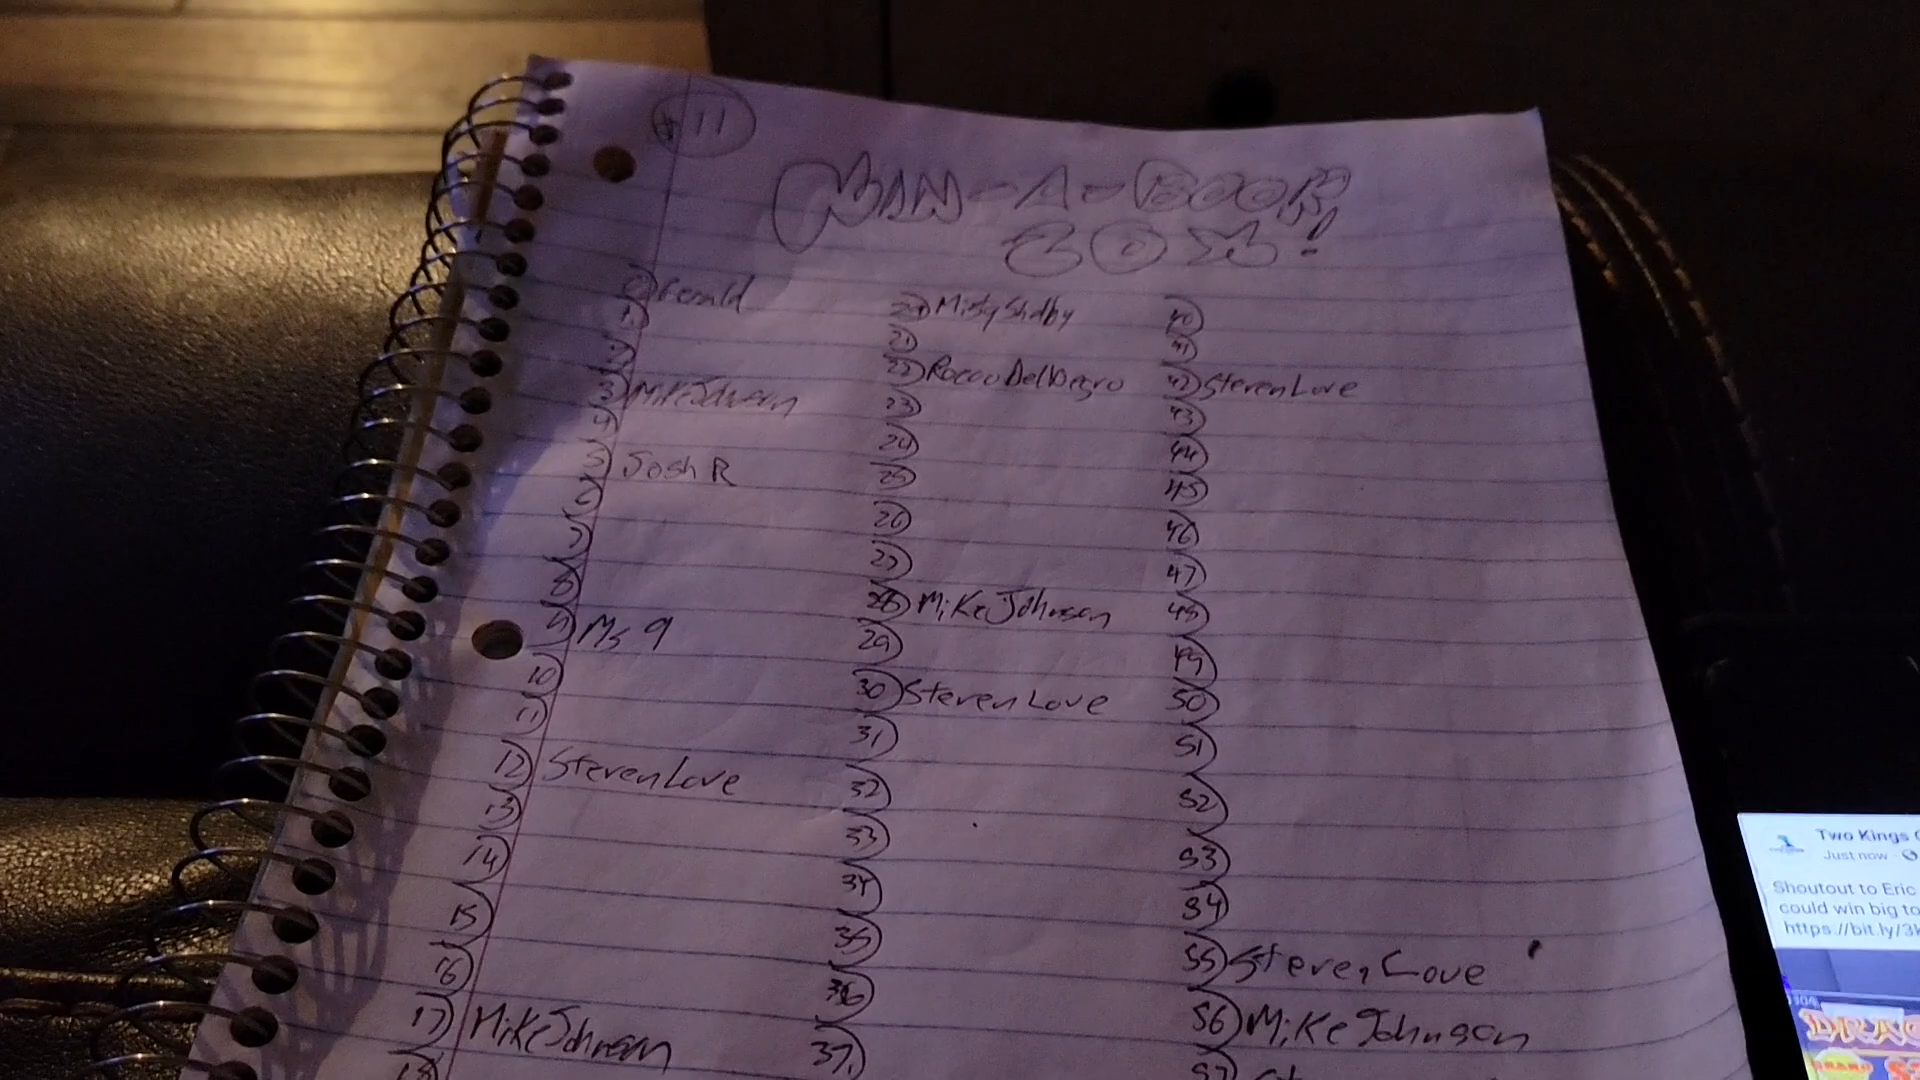 $11
WIN-A-BOOK
BOX!
0) Gerald
1)
2)
3) Mike Johnson
4)
5) Josh R
6)
7)
8)
9) Ms 9
10)
11)
12) Steven Love
13)
14)
15)
16)
17) Mike Johnson
18)
20) Misty Shelby
21)
22) Rocco DelNegro
23)
24)
25)
26)
27)
28) Mike Johnson
29)
30) Steven Love
31)
32)
33)
34)
35)
36)
37)
40)
41)
42) Steven Love
43)
44)
45)
46)
47)
48)
49)
50)
51)
52)
53)
54)
55) Steven Love
56) Mike Johnson
57)
Two Kings
Just now
Shoutout to Eric
could win big to
https://bit.ly/3